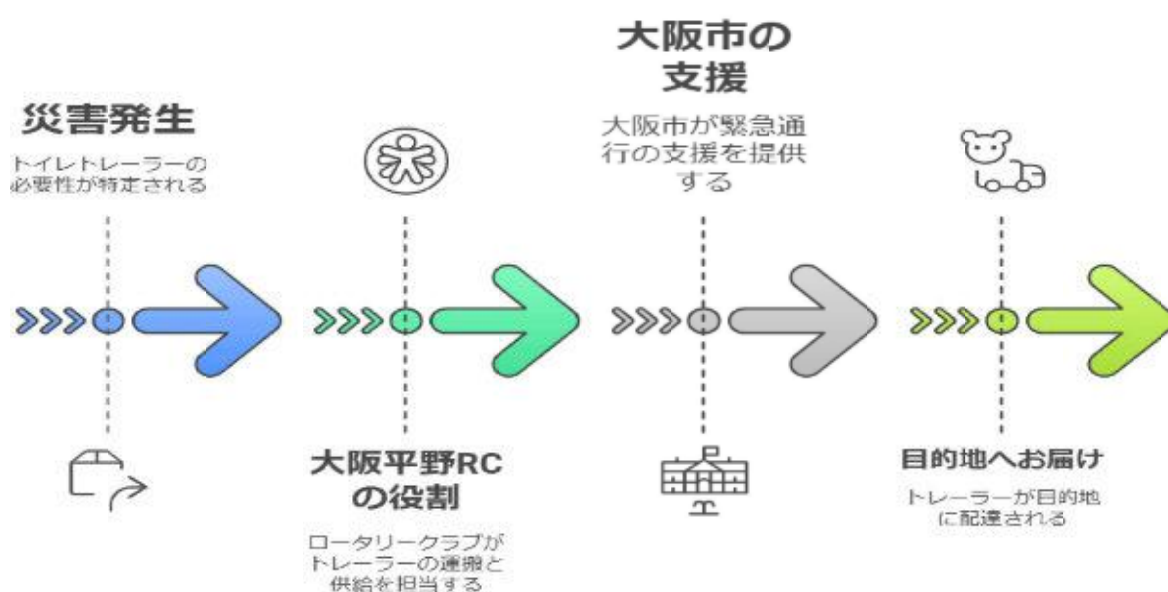 災害発生
トイレトレーラーの
必要性が特定される
大阪平野RC
の役割
ロータリークラブが
トレーラーの運搬と
供給を担当する
大阪市の
支援
大阪市が緊急通
行の支援を提供
する
目的地へお届け
トレーラーが目的地
に配達される